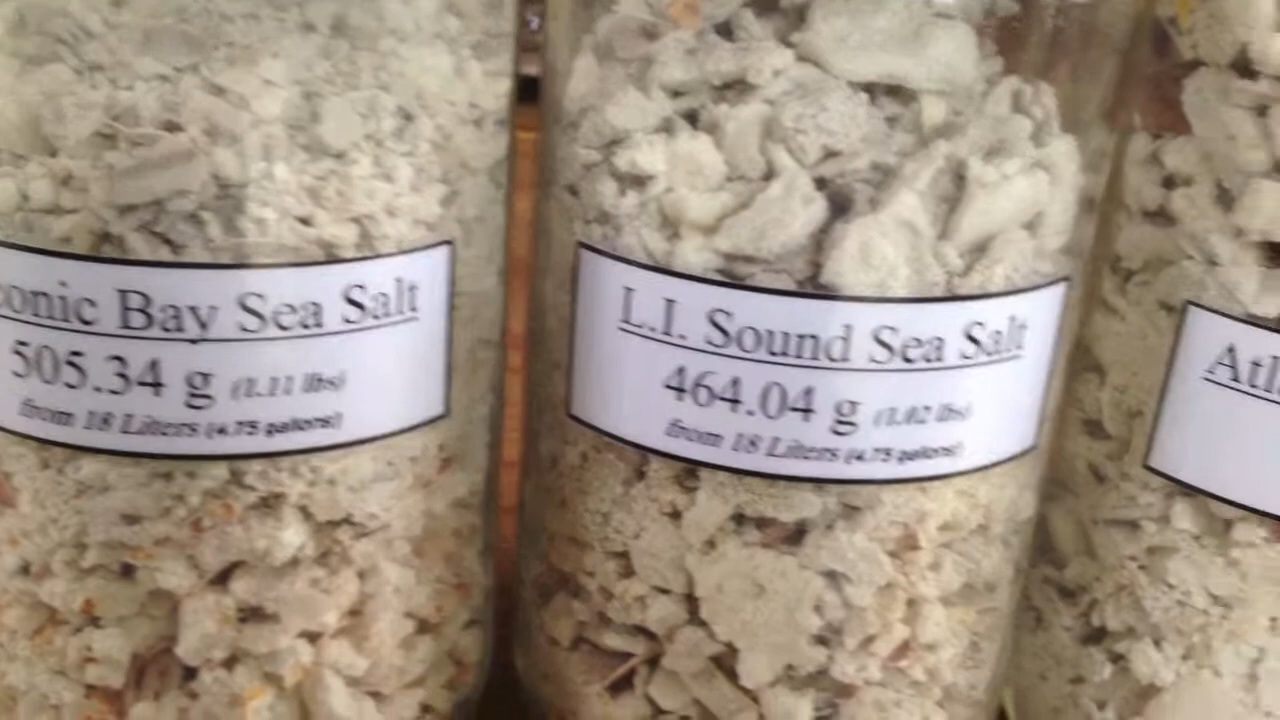 conic Bay Sea Salt
505.34 g (1.11 lbs)
from 18 Liters (4.75 gallons)
L.I. Sound Sea Salt
464.04 g (1.02 lbs)
from 18 Liters (4.75 gallons)
Atl